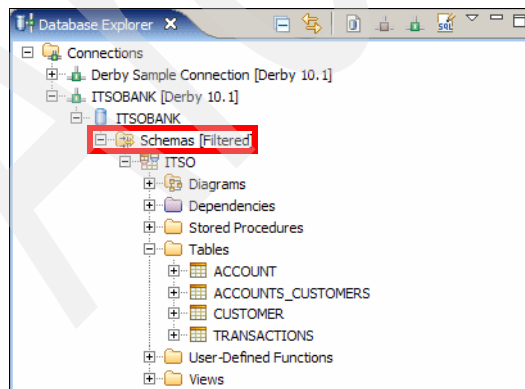 Database Explorer
SQL
Connections
Derby Sample Connection [Derby 10.1]
ITSOBANK [Derby 10.1]
ITSOBANK
Schemas [Filtered]
ITSO
Diagrams
Dependencies
Stored Procedures
Tables
ACCOUNT
ACCOUNTS_CUSTOMERS
CUSTOMER
TRANSACTIONS
User-Defined Functions
Views